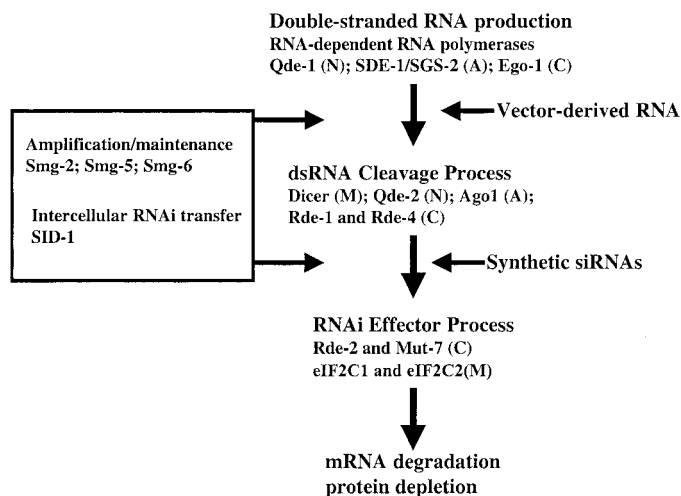 Double-stranded RNA production
RNA-dependent RNA polymerases
Qde-1 (N); SDE-1/SGS-2 (A); Ego-1 (C)
Vector-derived RNA
Amplification/maintenance
Smg-2; Smg-5; Smg-6
Intercellular RNAi transfer
SID-1
dsRNA Cleavage Process
Dicer (M); Qde-2 (N); Ago1 (A);
Rde-1 and Rde-4 (C)
Synthetic siRNAs
RNAi Effector Process
Rde-2 and Mut-7 (C)
eIF2C1 and eIF2C2(M)
mRNA degradation
protein depletion